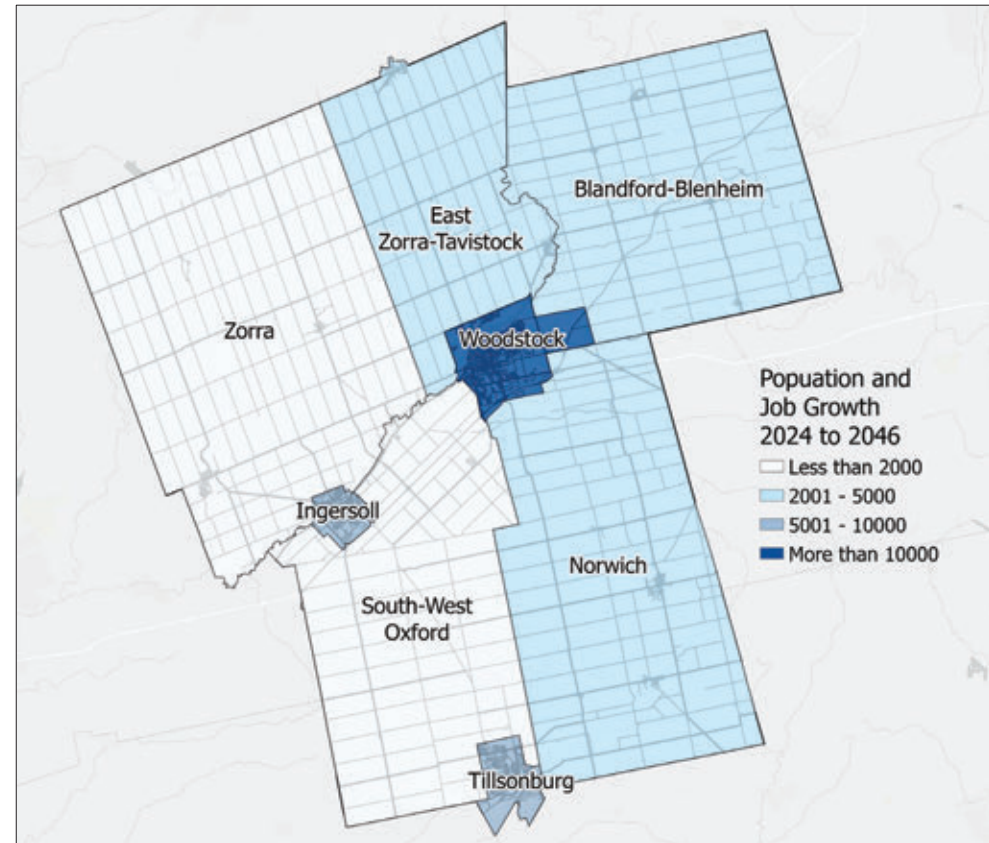 Blandford-Blenheim
East
Zorra-Tavistock
Zorra
Woodstock
Popuation and
Job Growth
2024 to 2046
Less than 2000
2001 - 5000
5001 - 10000
More than 10000
Ingersoll
Norwich
South-West
Oxford
Tillsonburg